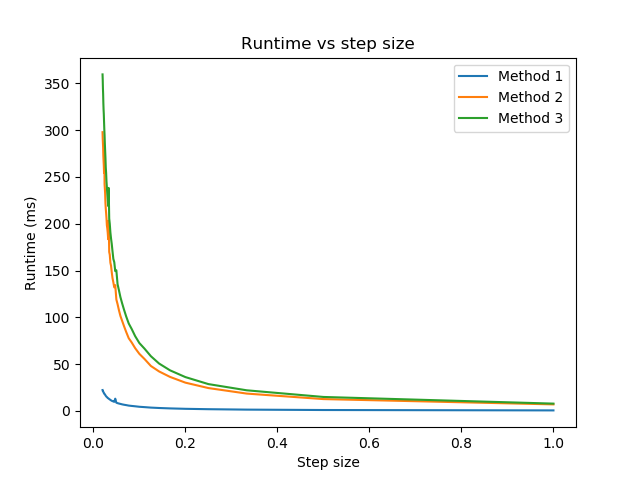 Runtime vs step size
Method 1
Method 2
Method 3
Runtime (ms)
350
300
250
200
150
100
50
0
0.0 0.2 0.4 0.6 0.8 1.0
Step size